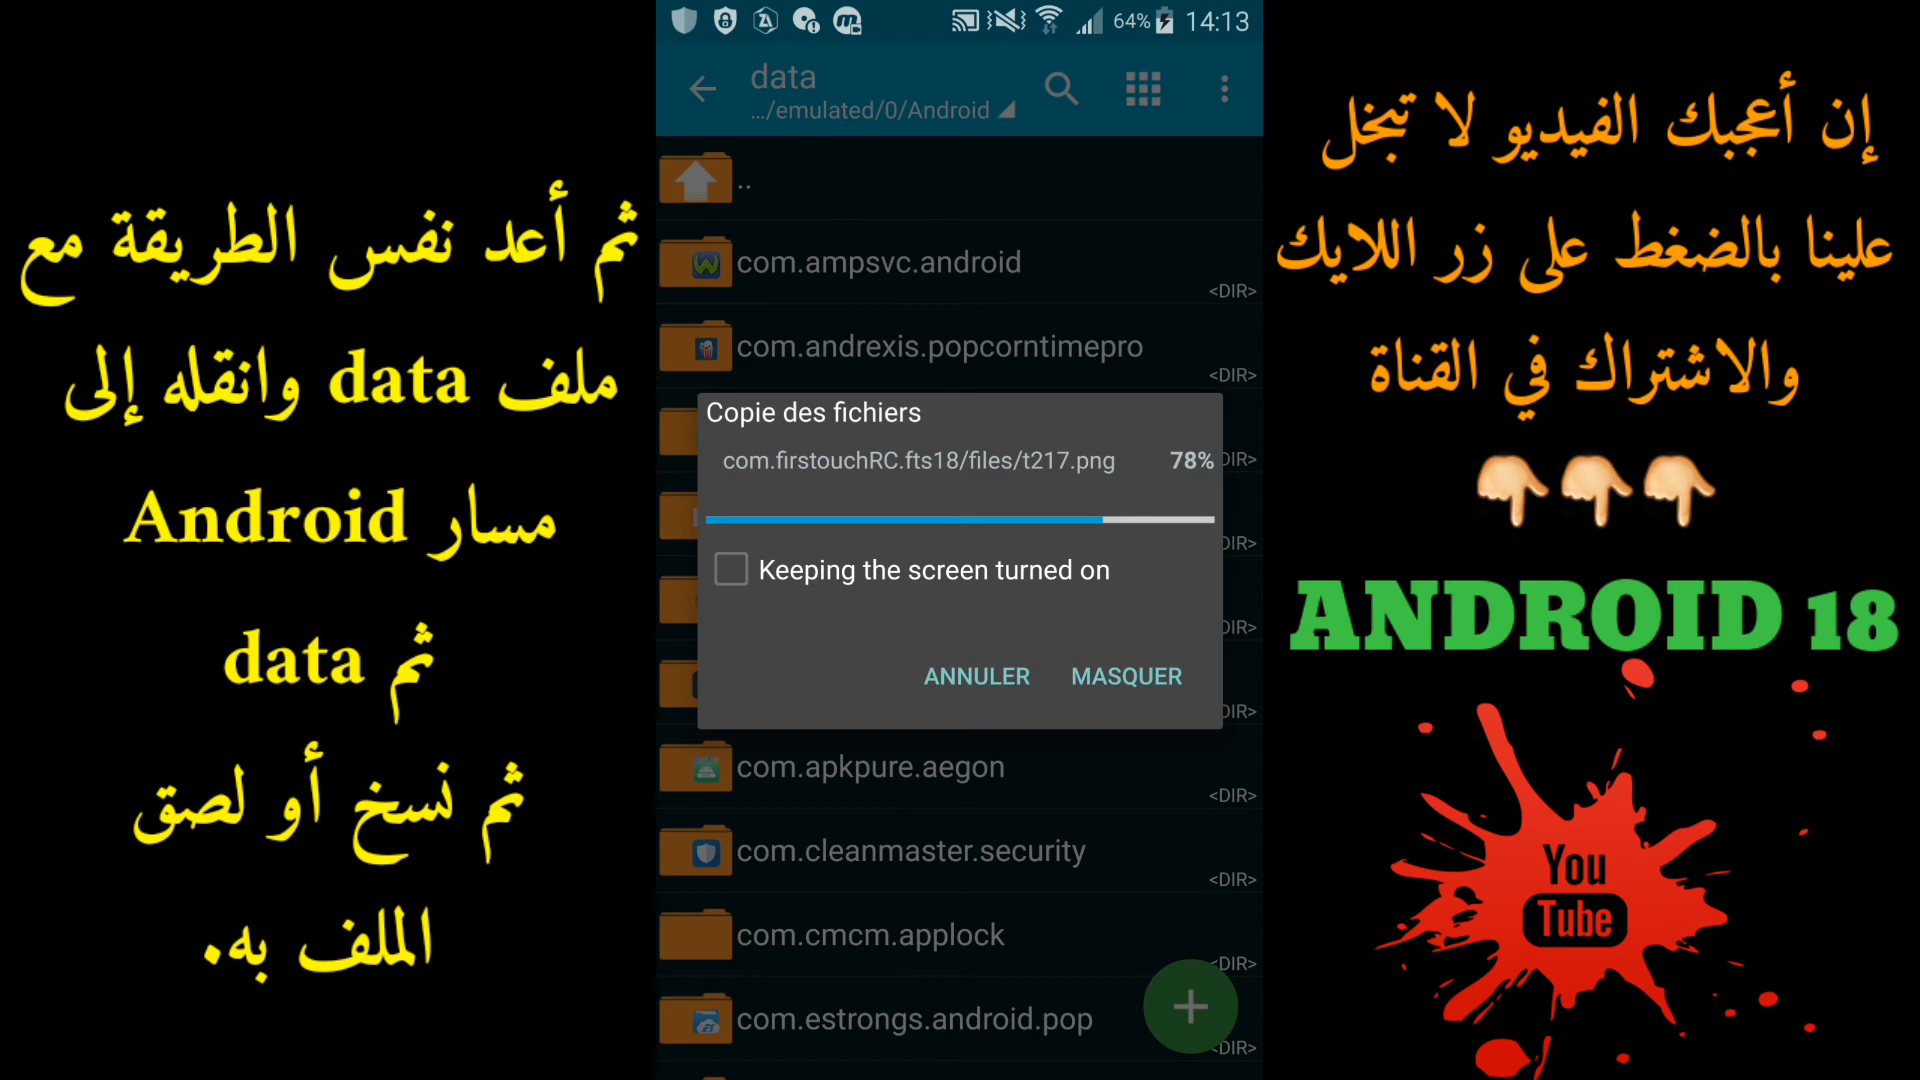 ثم أعد نفس الطريقة مع
ملف data وانقله إلى
مسار Android
ثم data
ثم نسخ أو لصق
الملف به.
64% 14:13
data
.../emulated/0/Android
..
com.ampsvc.android
<DIR>
com.andrexis.popcorntimepro
<DIR>
Copie des fichiers
com.firstouchRC.fts18/files/t217.png 78%
DIR>
DIR>
Keeping the screen turned on
DIR>
ANNULER MASQUER
DIR>
com.apkpure.aegon
<DIR>
com.cleanmaster.security
<DIR>
com.cmcm.applock
<DIR>
com.estrongs.android.pop
<DIR>
إن أعجبك الفيديو لا تبخل
علينا بالضغط على زر اللايك
والاشتراك في القناة
ANDROID 18
You
Tube